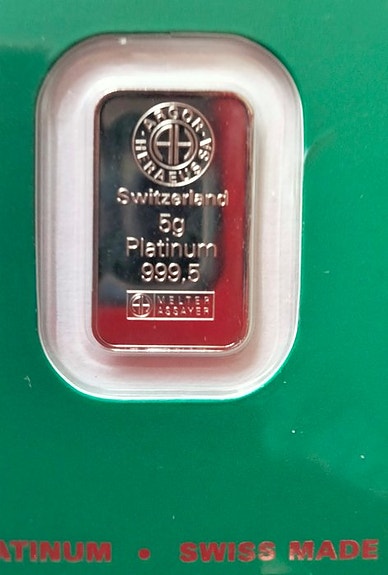 ARGOR
HERAEUS SA
Switzerland
5g
Platinum
999.5
MELTER
ASSAYER
ATINUM • SWISS MADE